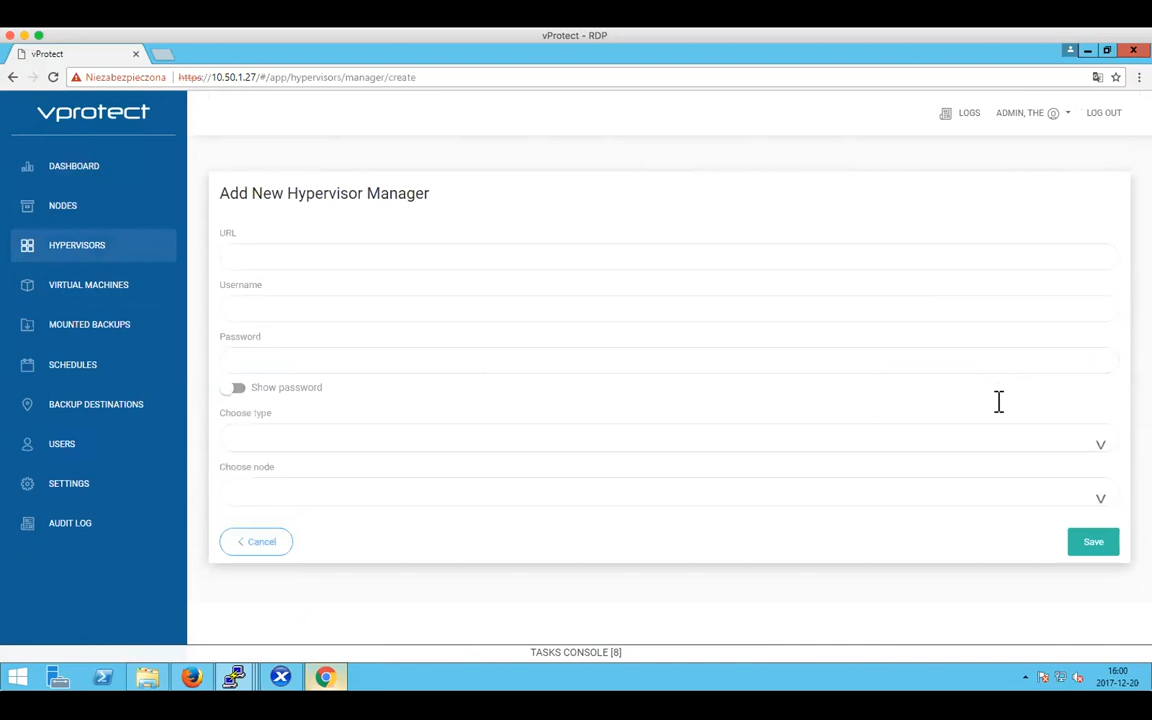 vProtect - RDP
vProtect
Niezabezpieczona https://10.50.1.27/#/app/hypervisors/manager/create
vprotect
LOGS
ADMIN, THE
LOG OUT
DASHBOARD
NODES
HYPERVISORS
VIRTUAL MACHINES
MOUNTED BACKUPS
SCHEDULES
BACKUP DESTINATIONS
USERS
SETTINGS
AUDIT LOG
Add New Hypervisor Manager
URL
Username
Password
Show password
Choose type
Choose node
Cancel
Save
TASKS CONSOLE [8]
16:00
2017-12-20